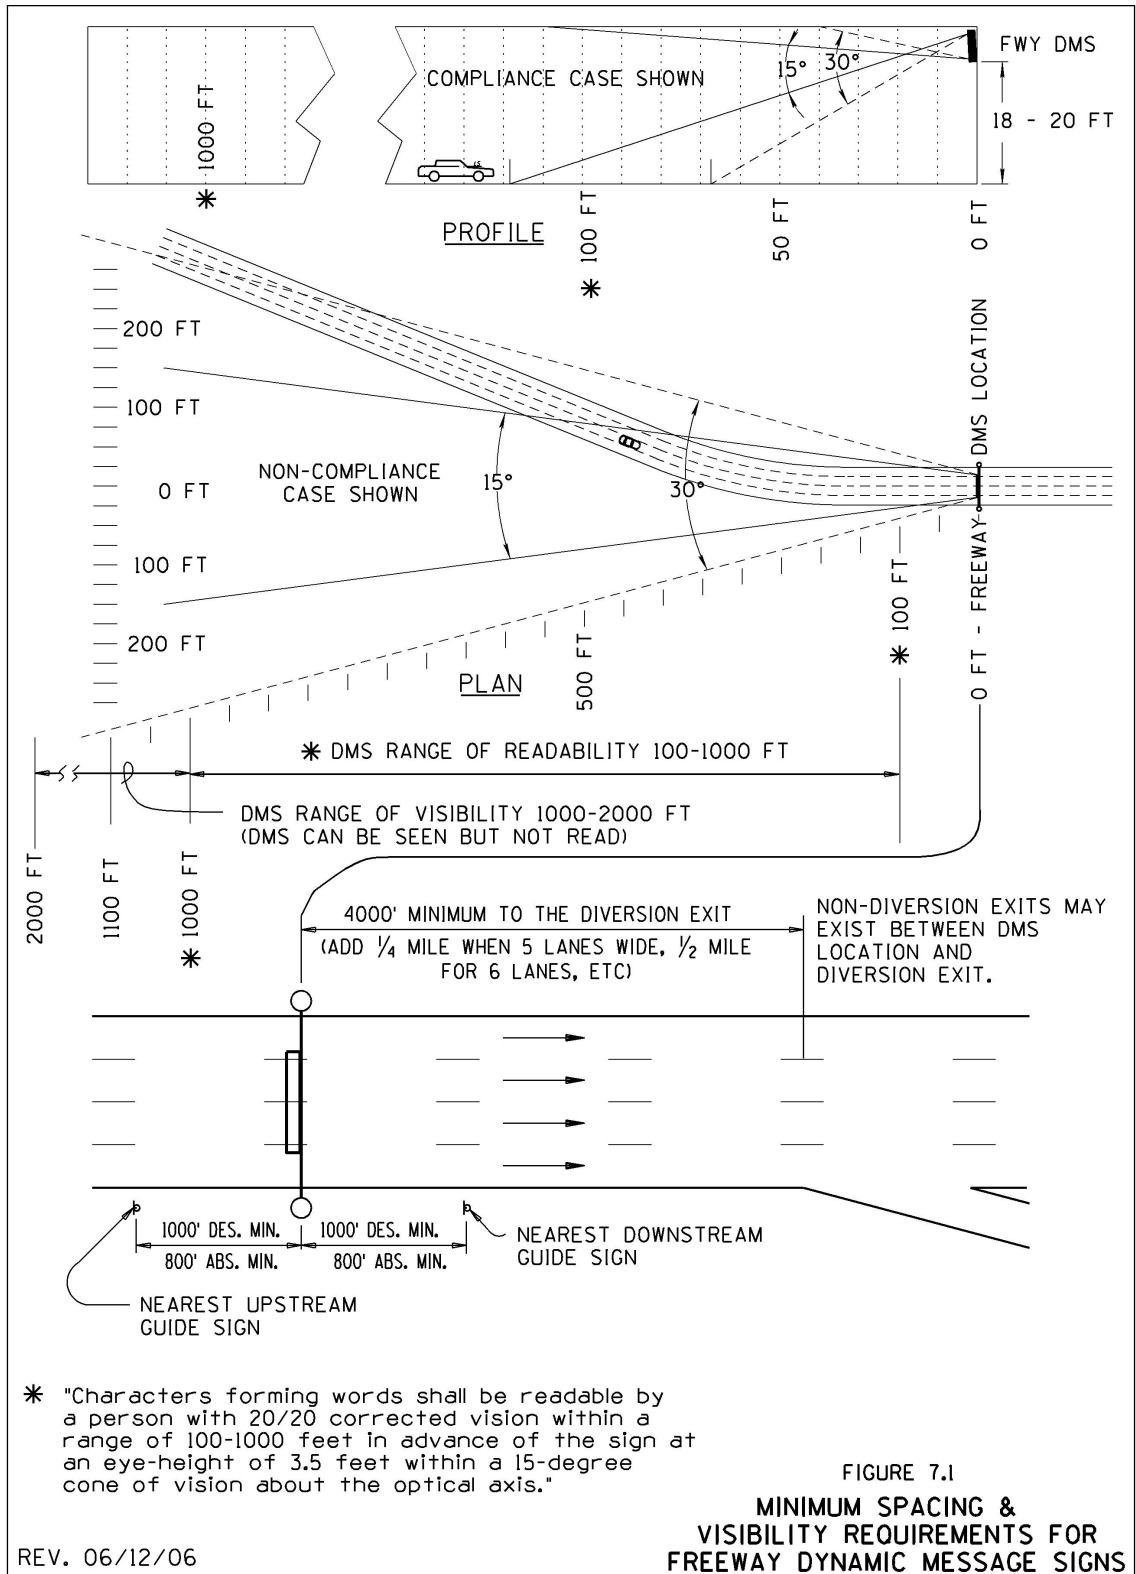 FWY DMS
COMPLIANCE CASE SHOWN
15°
30°
18 - 20 FT
* 1000 FT
* 100 FT
50 FT
0 FT
PROFILE
200 FT
100 FT
0 FT
100 FT
200 FT
NON-COMPLIANCE
CASE SHOWN
15°
30°
0 FT - FREEWAY DMS LOCATION
* 100 FT
500 FT
PLAN
* DMS RANGE OF READABILITY 100-1000 FT
DMS RANGE OF VISIBILITY 1000-2000 FT
(DMS CAN BE SEEN BUT NOT READ)
2000 FT
1100 FT
* 1000 FT
4000' MINIMUM TO THE DIVERSION EXIT
(ADD 1/4 MILE WHEN 5 LANES WIDE, 1/2 MILE
FOR 6 LANES, ETC)
NON-DIVERSION EXITS MAY
EXIST BETWEEN DMS
LOCATION AND
DIVERSION EXIT.
1000' DES. MIN.
800' ABS. MIN.
1000' DES. MIN.
800' ABS. MIN.
NEAREST DOWNSTREAM
GUIDE SIGN
NEAREST UPSTREAM
GUIDE SIGN
* "Characters forming words shall be readable by
a person with 20/20 corrected vision within a
range of 100-1000 feet in advance of the sign at
an eye-height of 3.5 feet within a 15-degree
cone of vision about the optical axis."
FIGURE 7.1
MINIMUM SPACING &
VISIBILITY REQUIREMENTS FOR
FREEWAY DYNAMIC MESSAGE SIGNS
REV. 06/12/06